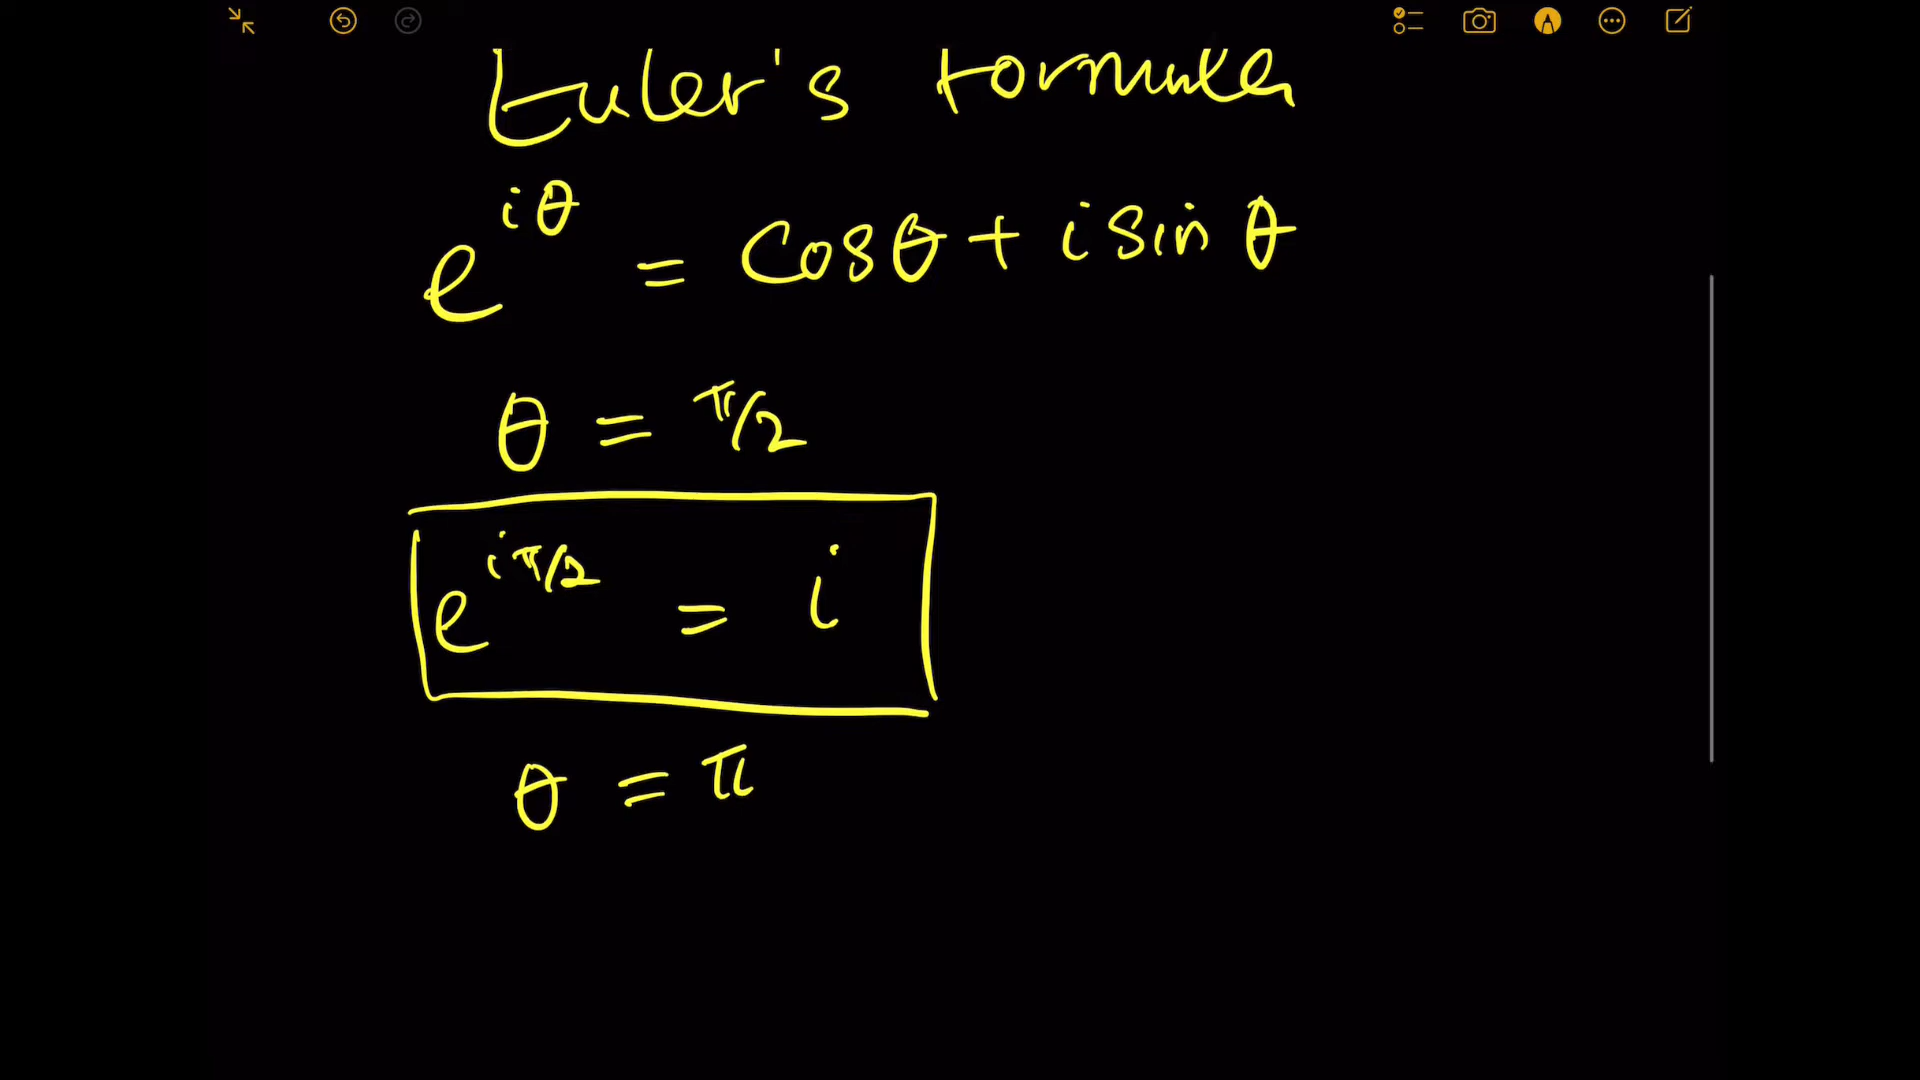 Euler's formula
e^{iθ} = cosθ + i sin θ
θ = π/2
e^{iπ/2} = i
θ = π